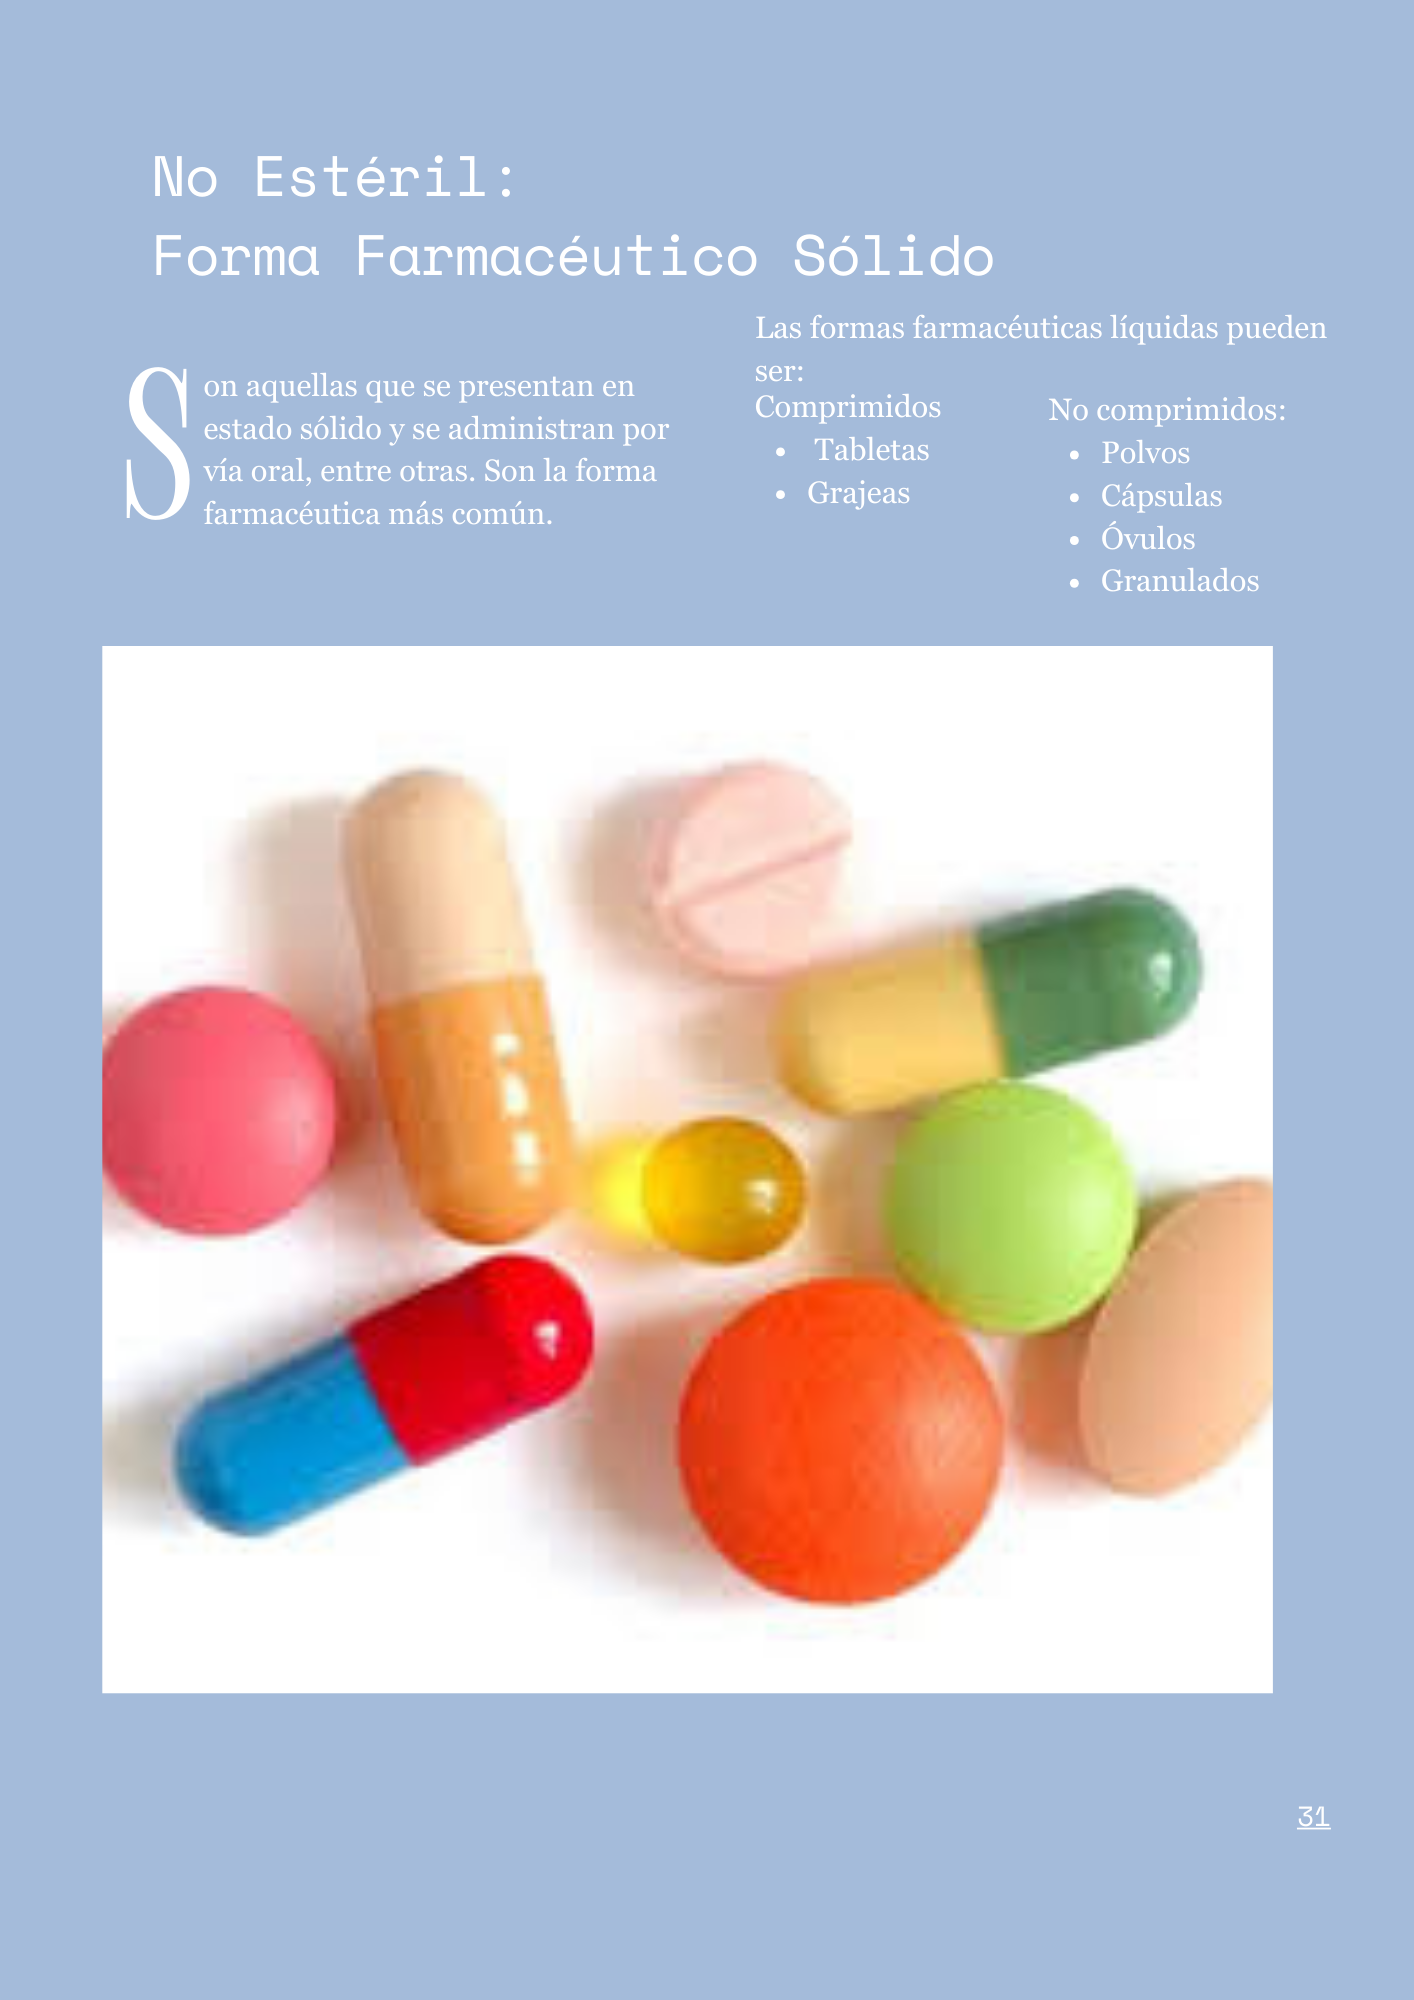 No Estéril:
Forma Farmacéutico Sólido
Son aquellas que se presentan en
estado sólido y se administran por
vía oral, entre otras. Son la forma
farmacéutica más común.
Las formas farmacéuticas líquidas pueden
ser:
Comprimidos
• Tabletas
• Grajeas
No comprimidos:
• Polvos
• Cápsulas
• Óvulos
• Granulados
31